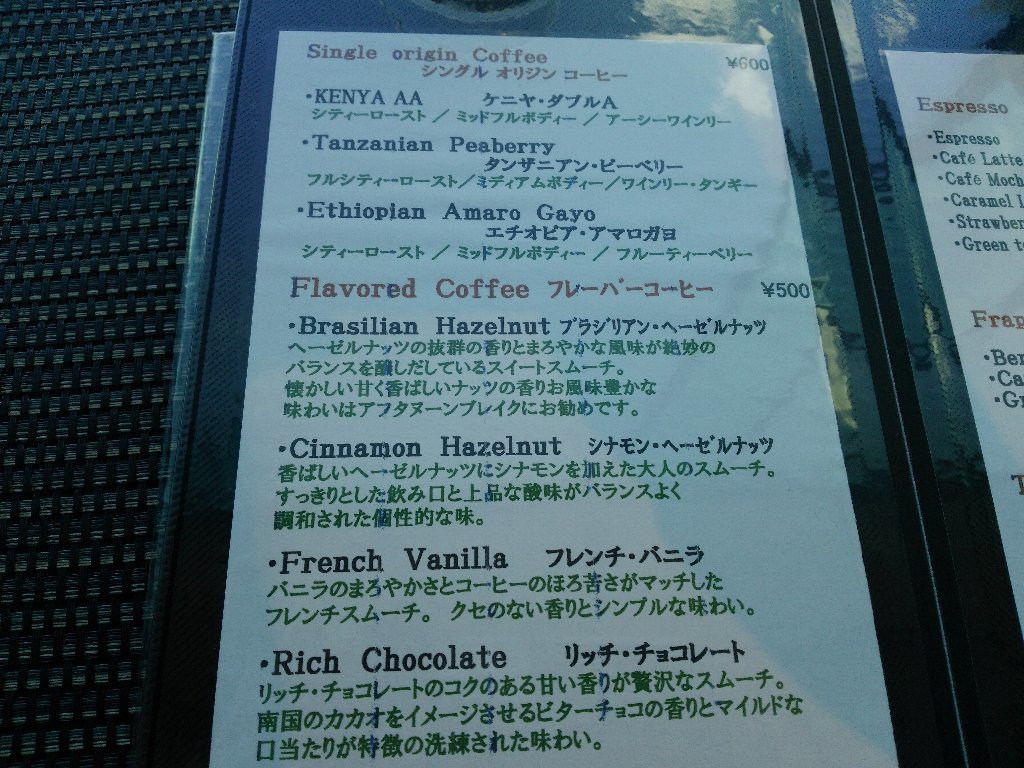 Single origin Coffee ¥600
シングル オリジン コーヒー
・KENYA AA ケニヤ・ダブルA
シティーロースト / ミッドフルボディー / アーシーワインリー
・Tanzanian Peaberry
タンザニアン・ピーベリー
フルシティーロースト/ミディアムボディー/ワインリー・タンギー
・Ethiopian Amaro Gayo
エチオピア・アマロガヨ
シティーロースト / ミッドフルボディー / フルーティーベリー
Flavored Coffee フレーバーコーヒー ¥500
・Brasilian Hazelnut ブラジリアン・ヘーゼルナッツ
ヘーゼルナッツの抜群の香りとまろやかな風味が絶妙の
バランスを醸しだしているスイートスムーチ。
懐かしい甘く香ばしいナッツの香りお風味豊かな
味わいはアフタヌーンブレイクにお勧めです。
・Cinnamon Hazelnut シナモン・ヘーゼルナッツ
香ばしいヘーゼルナッツにシナモンを加えた大人のスムーチ。
すっきりとした飲み口と上品な酸味がバランスよく
調和された個性的な味。
・French Vanilla フレンチ・バニラ
バニラのまろやかさとコーヒーのほろ苦さがマッチした
フレンチスムーチ。 クセのない香りとシンプルな味わい。
・Rich Chocolate リッチ・チョコレート
リッチ・チョコレートのコクのある甘い香りが贅沢なスムーチ。
南国のカカオをイメージさせるビターチョコの香りとマイルドな
口当たりが特徴の洗練された味わい。
Espresso
・Espresso
・Café Latte
・Café Moch
・Caramel
・Strawber
・Green